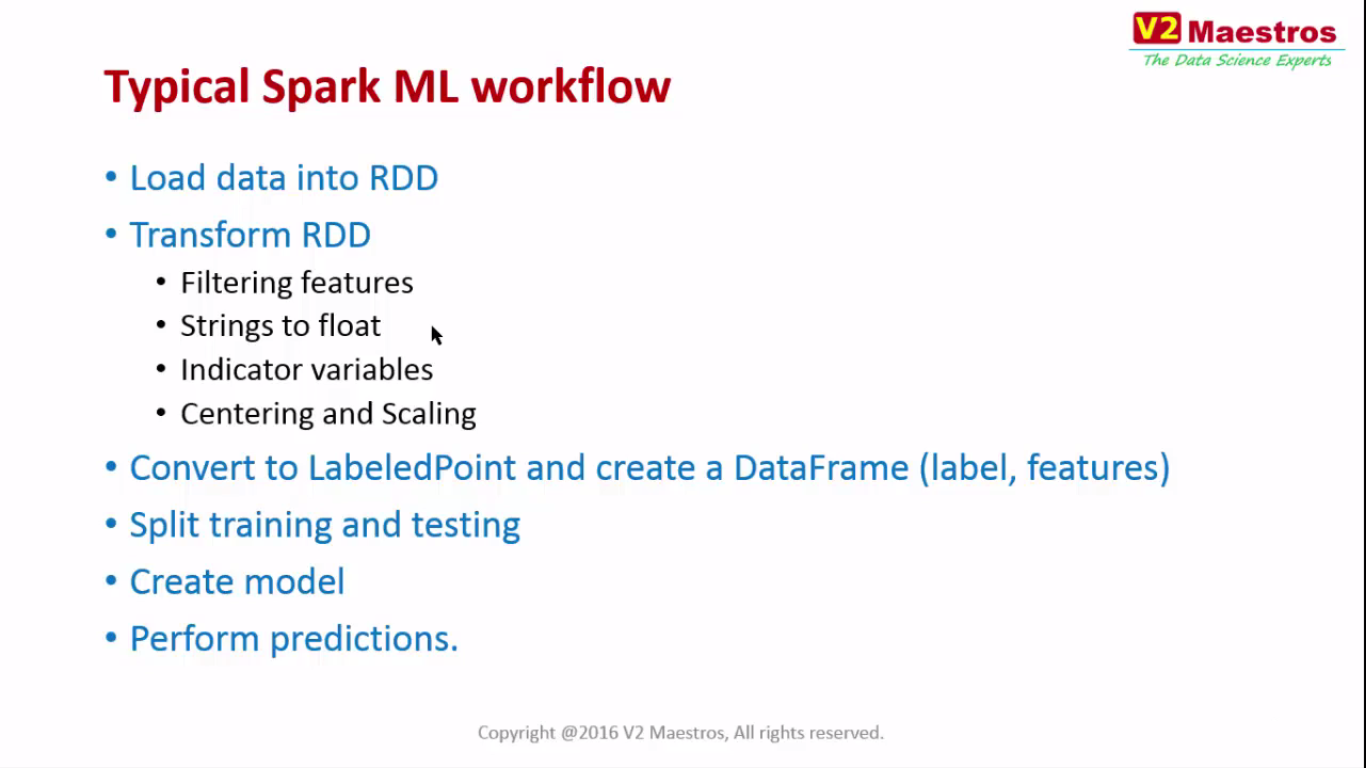 V2 Maestros
The Data Science Experts
Typical Spark ML workflow
• Load data into RDD
• Transform RDD
• Filtering features
• Strings to float
• Indicator variables
• Centering and Scaling
• Convert to LabeledPoint and create a DataFrame (label, features)
• Split training and testing
• Create model
• Perform predictions.
Copyright @2016 V2 Maestros, All rights reserved.